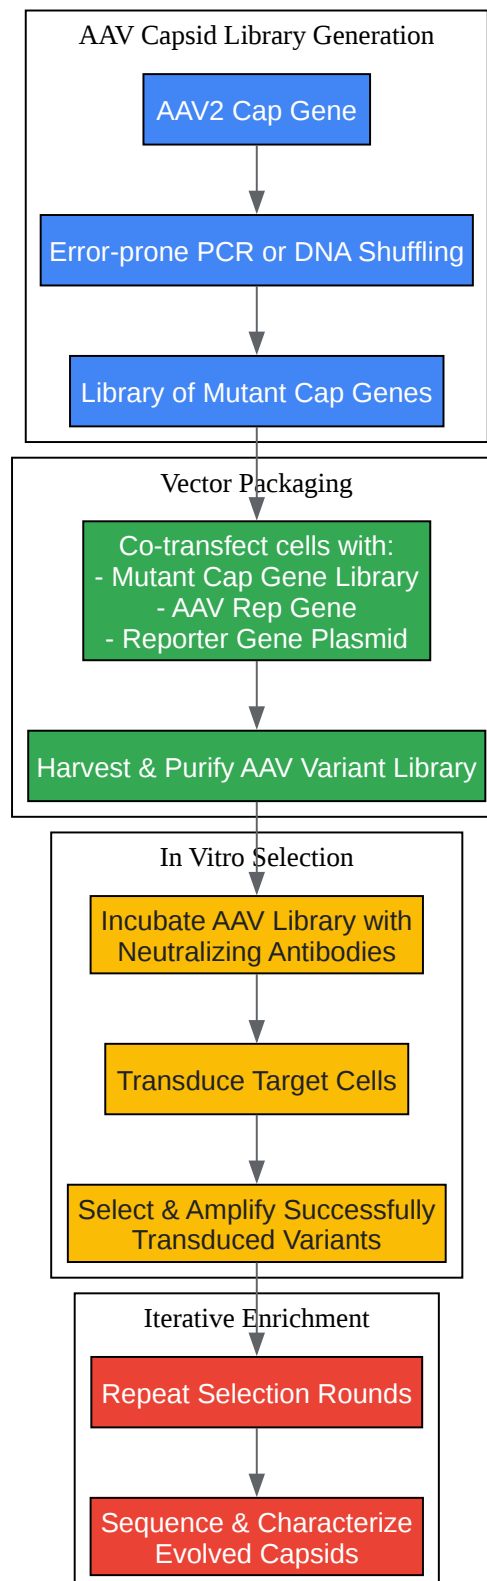 AAV Capsid Library Generation
AAV2 Cap Gene
Error-prone PCR or DNA Shuffling
Library of Mutant Cap Genes
Vector Packaging
Co-transfect cells with:
- Mutant Cap Gene Library
- AAV Rep Gene
- Reporter Gene Plasmid
Harvest & Purify AAV Variant Library
In Vitro Selection
Incubate AAV Library with
Neutralizing Antibodies
Transduce Target Cells
Select & Amplify Successfully
Transduced Variants
Iterative Enrichment
Repeat Selection Rounds
Sequence & Characterize
Evolved Capsids